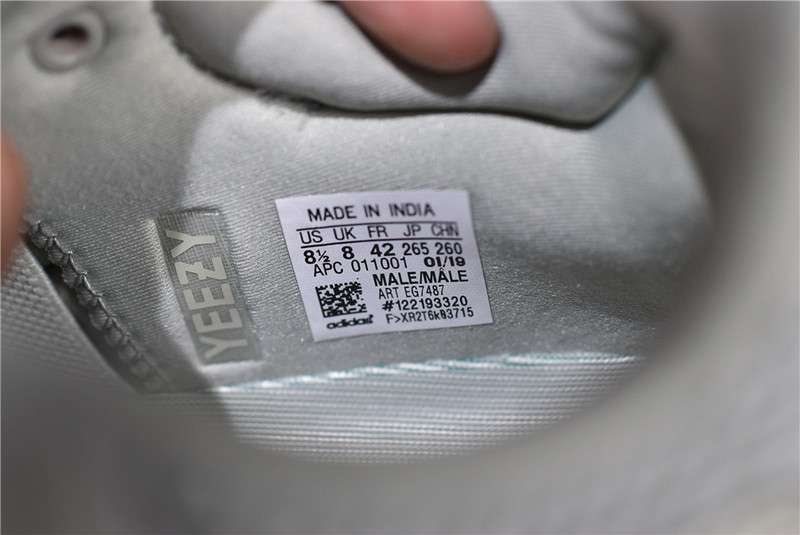 YEEZY
MADE IN INDIA
US UK FR JP CHN
8½ 8 42 265 260
APC 011001 01/19
MALE/MÂLE
ART EG7487
#122193320
adidas
F>XR2T6k03715